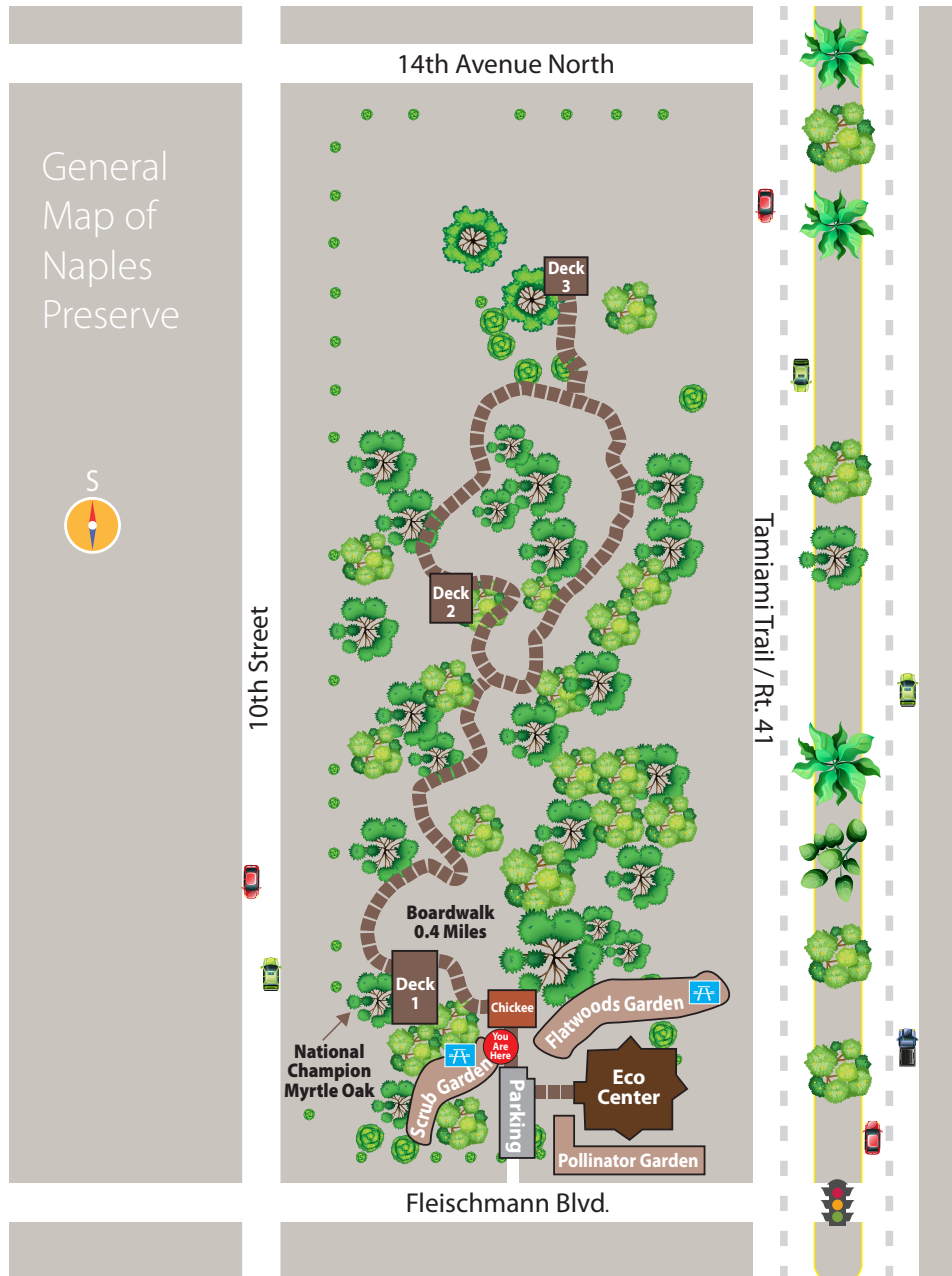 14th Avenue North
General
Map of
Naples
Preserve
S
10th Street
Tamiami Trail / Rt. 41
Deck
3
Deck
2
Boardwalk
0.4 Miles
Deck
1
Chickee
Flatwoods Garden
National
Champion
Myrtle Oak
You
Are
Here
Scrub Garden
Parking
Eco
Center
Pollinator Garden
Fleischmann Blvd.